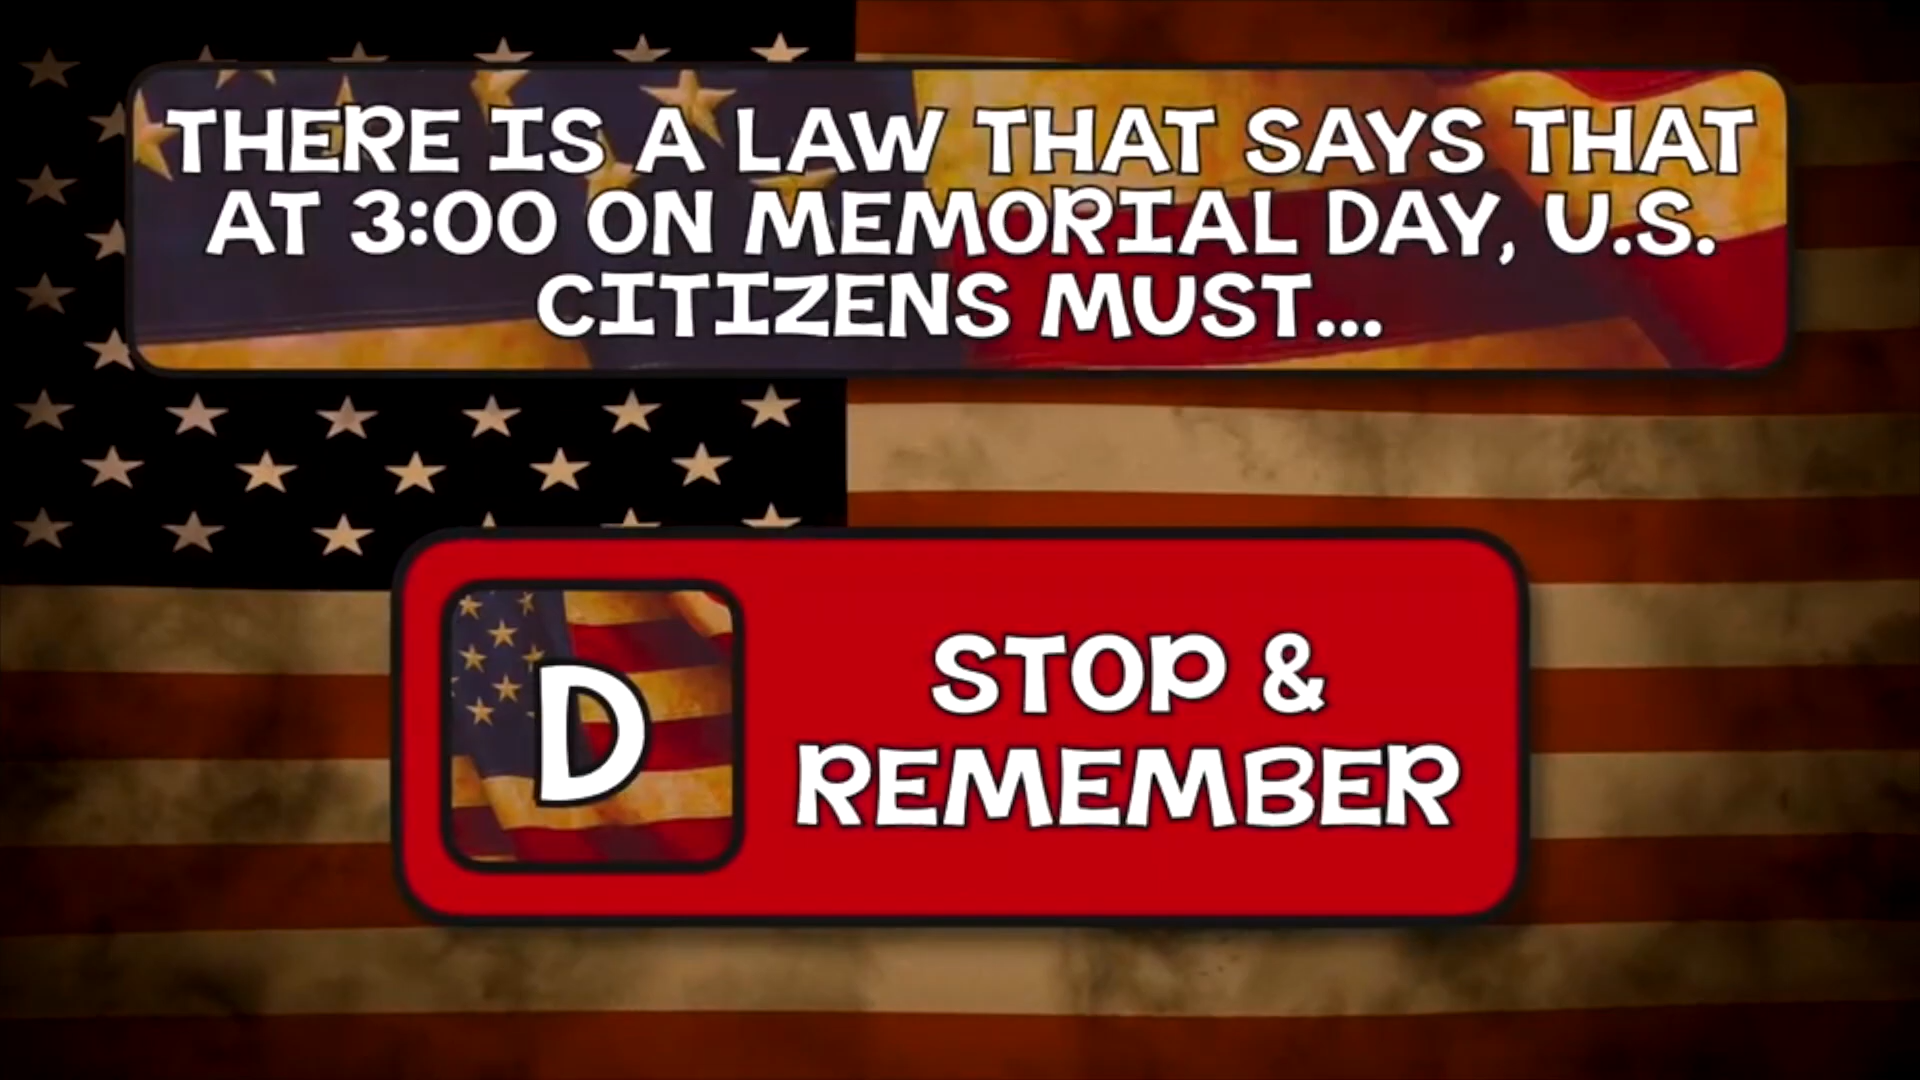 THERE IS A LAW THAT SAYS THAT
AT 3:00 ON MEMORIAL DAY, U.S.
CITIZENS MUST...
D
STOP &
REMEMBER